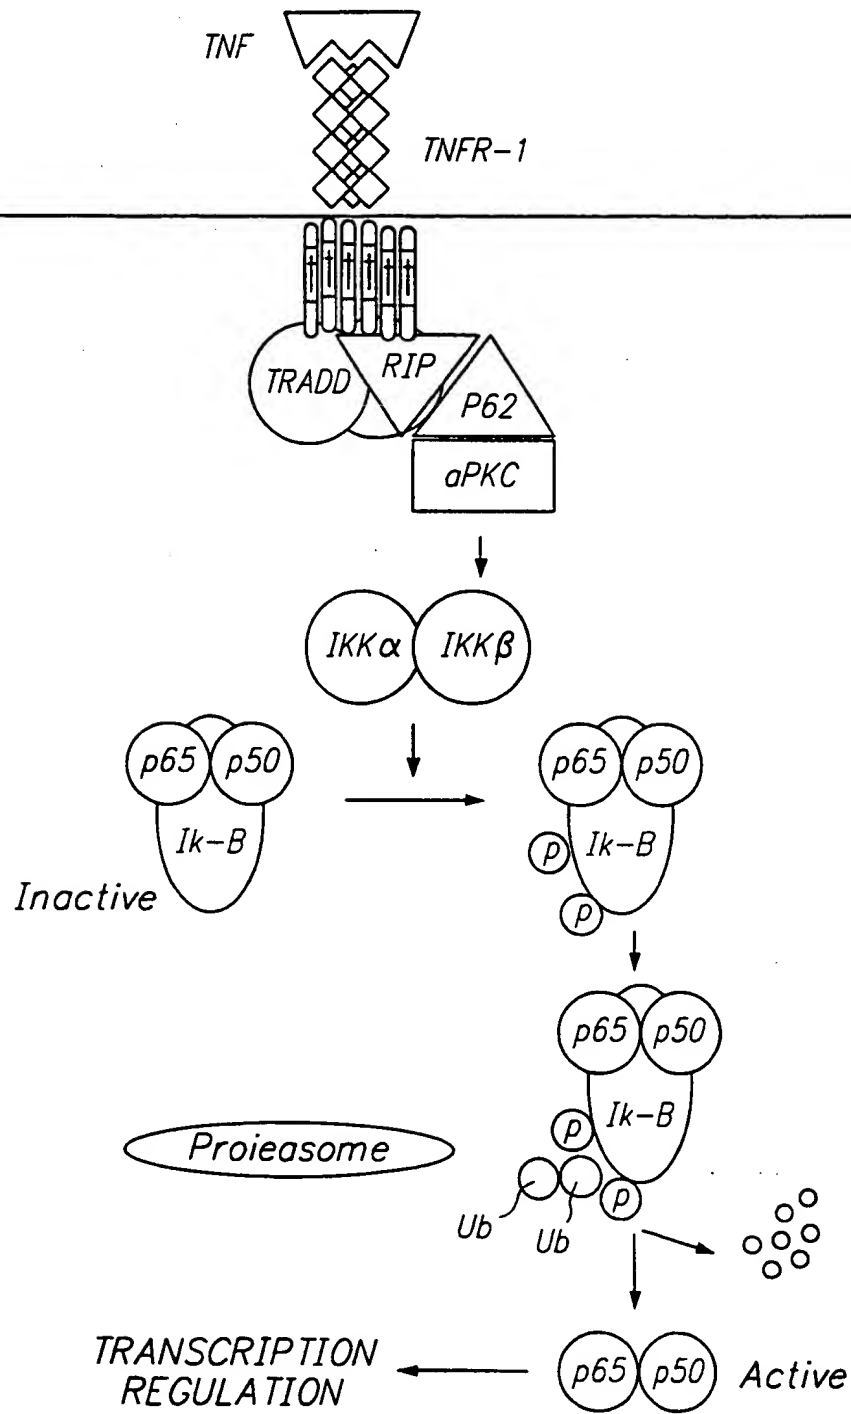 TNF
TNFR-1
TRADD
RIP
P62
aPKC
IKKα
IKKβ
p65
p50
Ik-B
Inactive
p65
p50
Ik-B
p
p
p65
p50
Ik-B
p
Proieasome
p
Ub
Ub
TRANSCRIPTION
REGULATION
p65
p50
Active